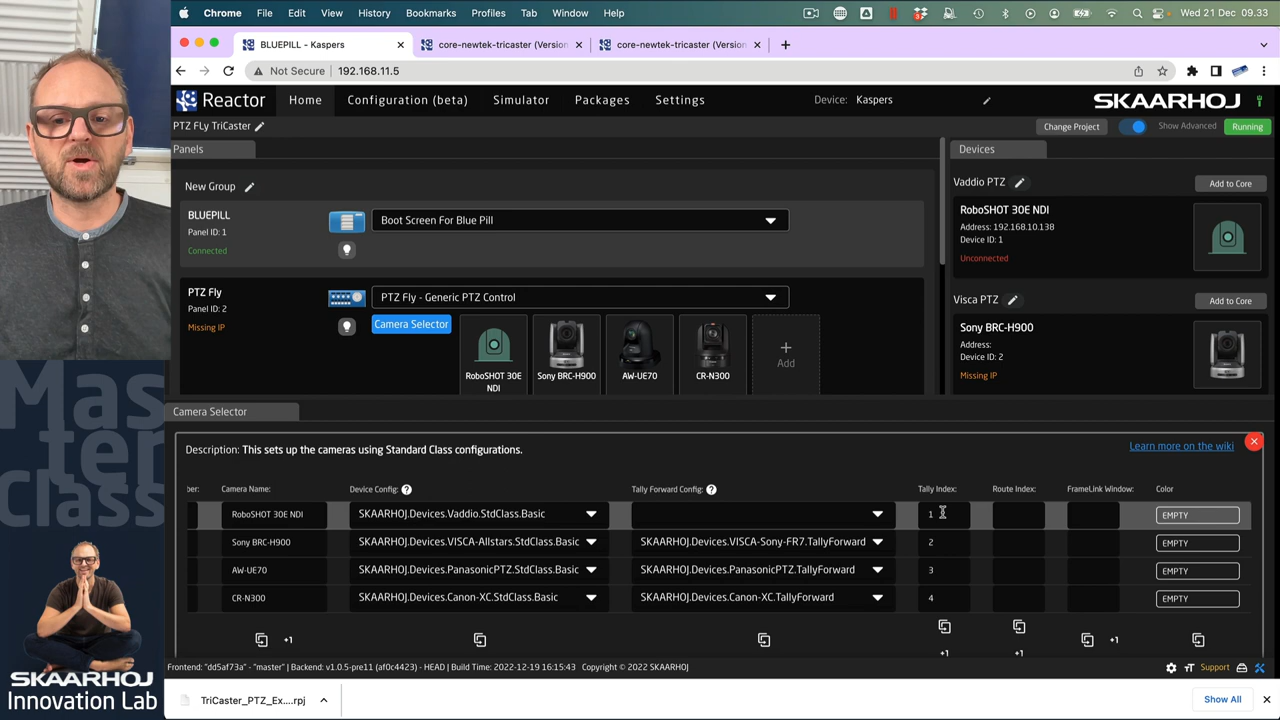 Chrome File Edit View History Bookmarks Profiles Tab Window Help Wed 21 Dec 09.33
BLUEPILL - Kaspers core-newtek-tricaster (Version core-newtek-tricaster (Version
Not Secure 192.168.11.5
Reactor Home Configuration (beta) Simulator Packages Settings Device: Kaspers SKAARHOJ
PTZ FLy TriCaster Change Project Show Advanced Running
Panels Devices
New Group
BLUEPILL
Panel ID: 1
Connected
Boot Screen For Blue Pill
PTZ Fly
Panel ID: 2
Missing IP
PTZ Fly - Generic PTZ Control
Camera Selector
RoboSHOT 30E NDI
Sony BRC-H900
AW-UE70
CR-N300
+
Add
Vaddio PTZ Add to Core
RoboSHOT 30E NDI
Address: 192.168.10.138
Device ID: 1
Unconnected
Visca PTZ Add to Core
Sony BRC-H900
Address:
Device ID: 2
Missing IP
Camera Selector
Description: This sets up the cameras using Standard Class configurations. Learn more on the wiki
ber: Camera Name: Device Config: ? Tally Forward Config: ? Tally Index: Route Index: FrameLink Window: Color
RoboSHOT 30E NDI SKAARHOJ.Devices.Vaddio.StdClass.Basic 1 EMPTY
Sony BRC-H900 SKAARHOJ.Devices.VISCA-Allstars.StdClass.Basic SKAARHOJ.Devices.VISCA-Sony-FR7.TallyForward 2 EMPTY
AW-UE70 SKAARHOJ.Devices.PanasonicPTZ.StdClass.Basic SKAARHOJ.Devices.PanasonicPTZ.TallyForward 3 EMPTY
CR-N300 SKAARHOJ.Devices.Canon-XC.StdClass.Basic SKAARHOJ.Devices.Canon-XC.TallyForward 4 EMPTY
+1 +1 +1 +1
Frontend: "dd5af73a" - "master" | Backend: v1.0.5-pre11 (af0c4423) - HEAD | Build Time: 2022-12-19 16:15:43 Copyright © 2022 SKAARHOJ Support
TriCaster_PTZ_Ex....rpj Show All
Master
Class
SKAARHOJ
Innovation Lab